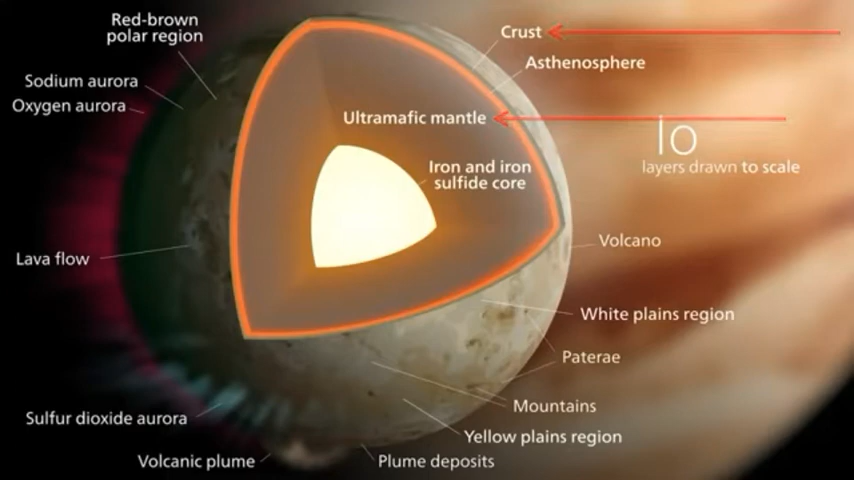 Red-brown
polar region
Crust
Asthenosphere
Sodium aurora
Oxygen aurora
Ultramafic mantle
Io
layers drawn to scale
Iron and iron
sulfide core
Volcano
Lava flow
White plains region
Paterae
Mountains
Sulfur dioxide aurora
Yellow plains region
Volcanic plume
Plume deposits